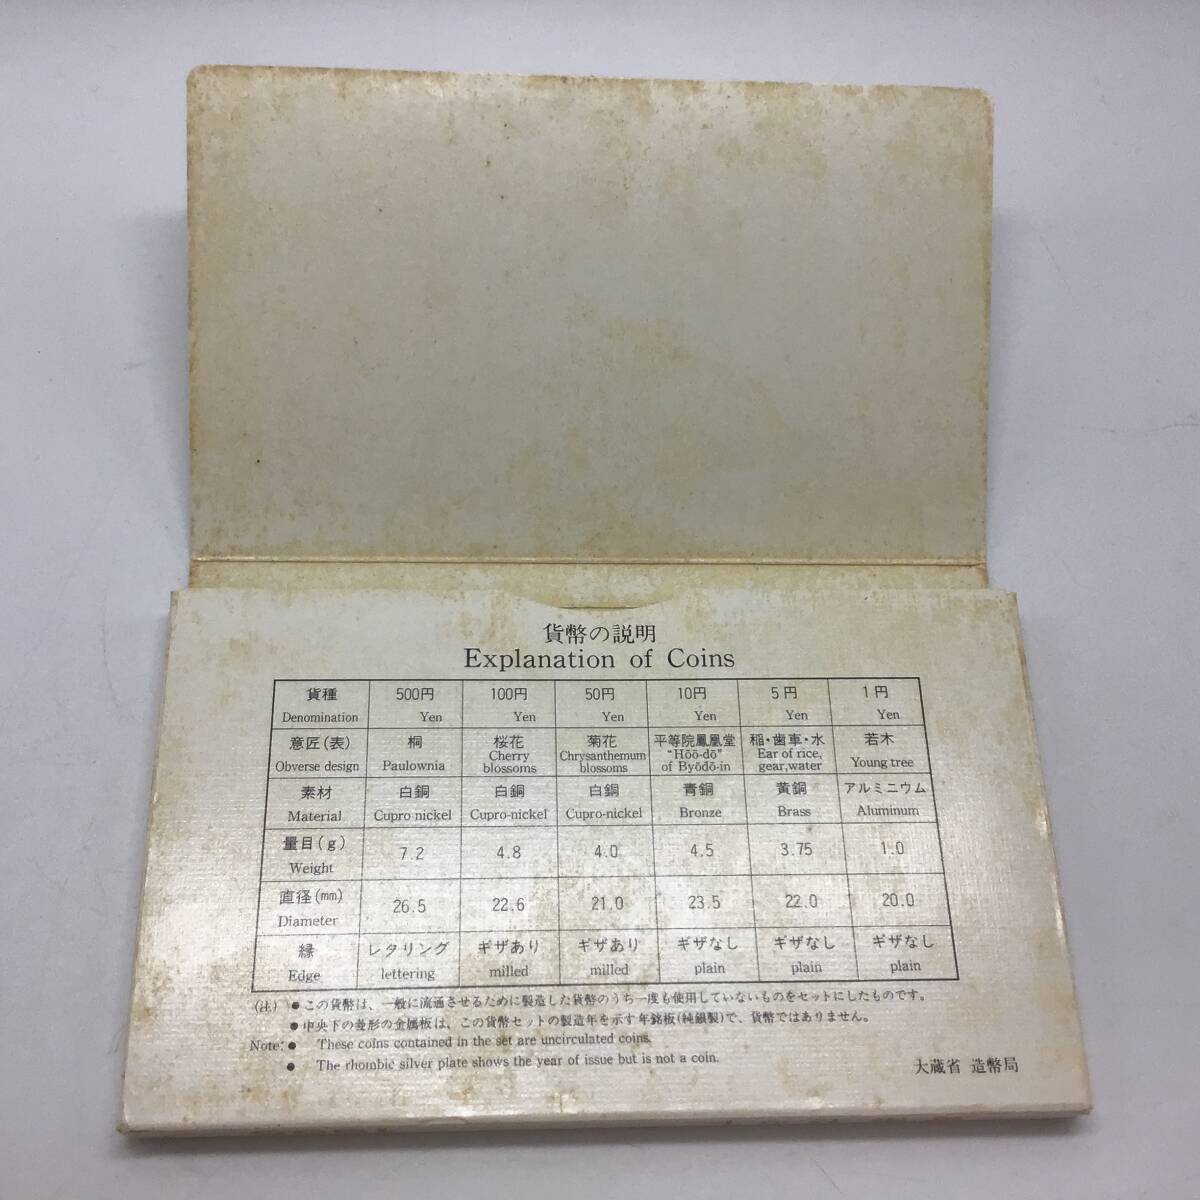 貨幣の説明
Explanation of Coins
貨種 500円 100円 50円 10円 5円 1円
Denomination Yen Yen Yen Yen Yen Yen
意匠(表) 桐 桜花 菊花 平等院鳳凰堂 稲・歯車・水 若木
Obverse design Paulownia Cherry blossoms Chrysanthemum blossoms “Hōō-dō” of Byōdō-in Ear of rice, gear,water Young tree
素材 白銅 白銅 白銅 青銅 黄銅 アルミニウム
Material Cupro-nickel Cupro-nickel Cupro-nickel Bronze Brass Aluminum
量目(g) 7.2 4.8 4.0 4.5 3.75 1.0
Weight
直径(mm) 26.5 22.6 21.0 23.5 22.0 20.0
Diameter
縁 レタリング ギザあり ギザあり ギザなし ギザなし ギザなし
Edge lettering milled milled plain plain plain
(注) ●この貨幣は、一般に流通させるために製造した貨幣のうち一度も使用していないものをセットにしたものです。
●中央下の菱形の金属板は、この貨幣セットの製造年を示す年銘板(純銀製)で、貨幣ではありません。
Note: ● These coins contained in the set are uncirculated coins.
● The rhombic silver plate shows the year of issue but is not a coin.
大蔵省 造幣局